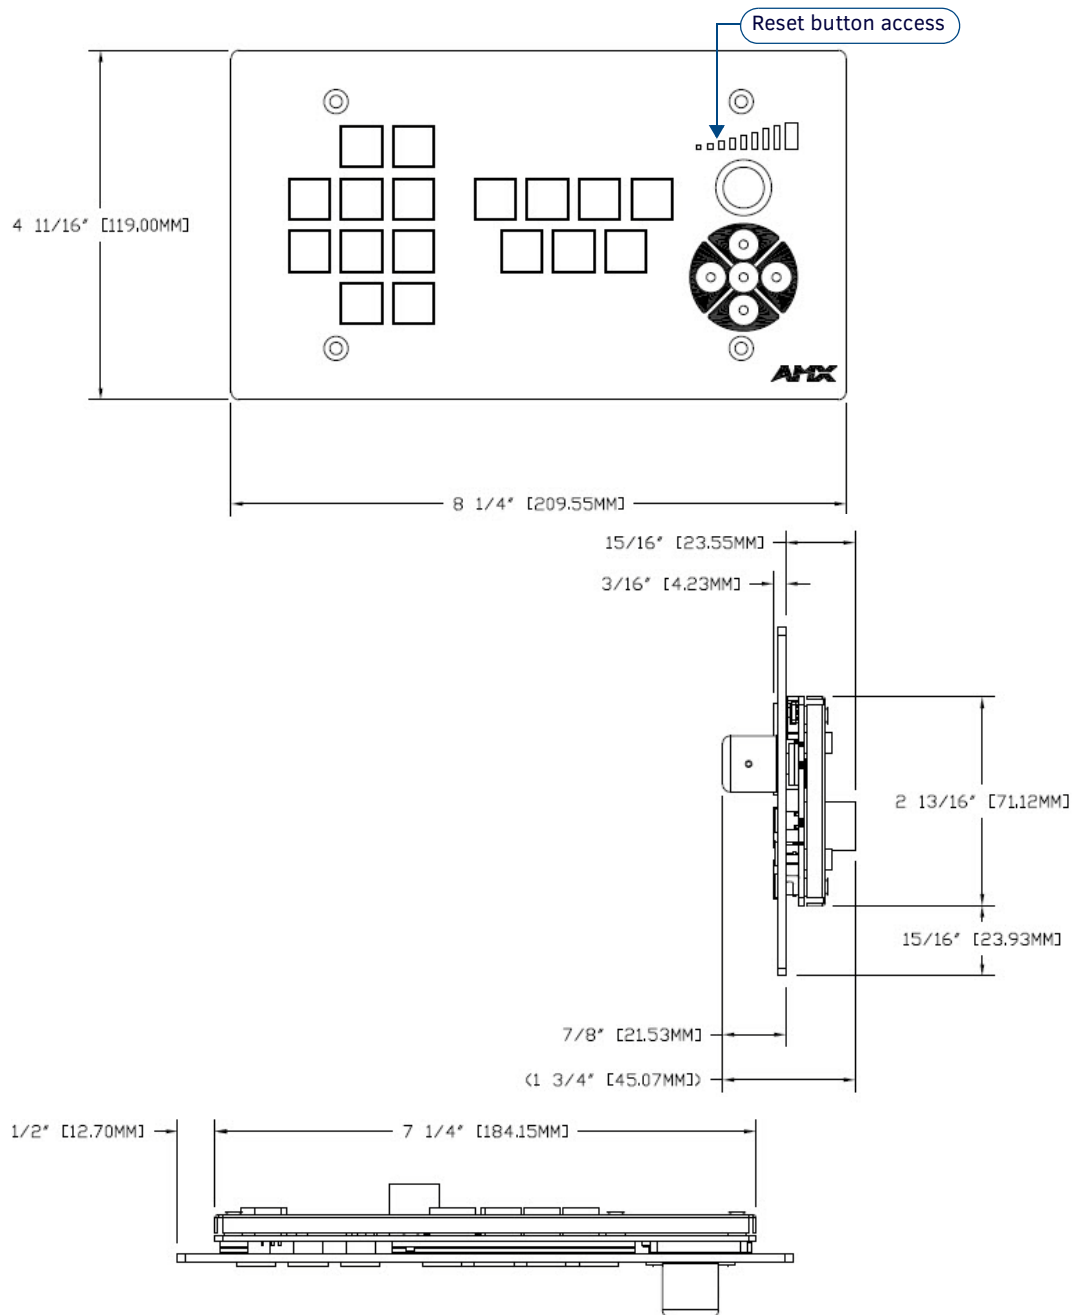 Reset button access
4 11/16" [119.00MM]
AMX
8 1/4" [209.55MM]
15/16" [23.55MM]
3/16" [4.23MM]
2 13/16" [71.12MM]
15/16" [23.93MM]
7/8" [21.53MM]
(1 3/4" [45.07MM])
1/2" [12.70MM]
7 1/4" [184.15MM]